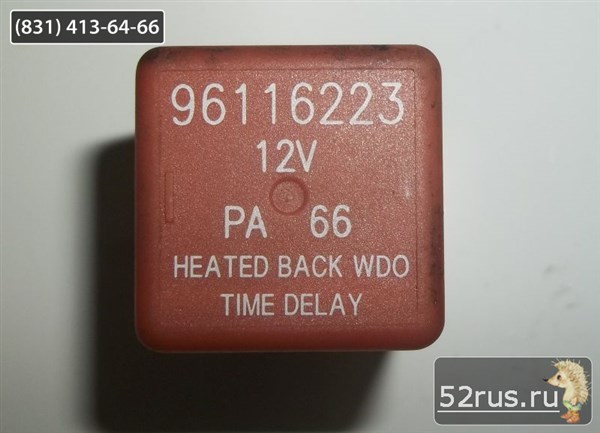 (831) 413-64-66
96116223
12V
PA 66
HEATED BACK WDO
TIME DELAY
52rus.ru